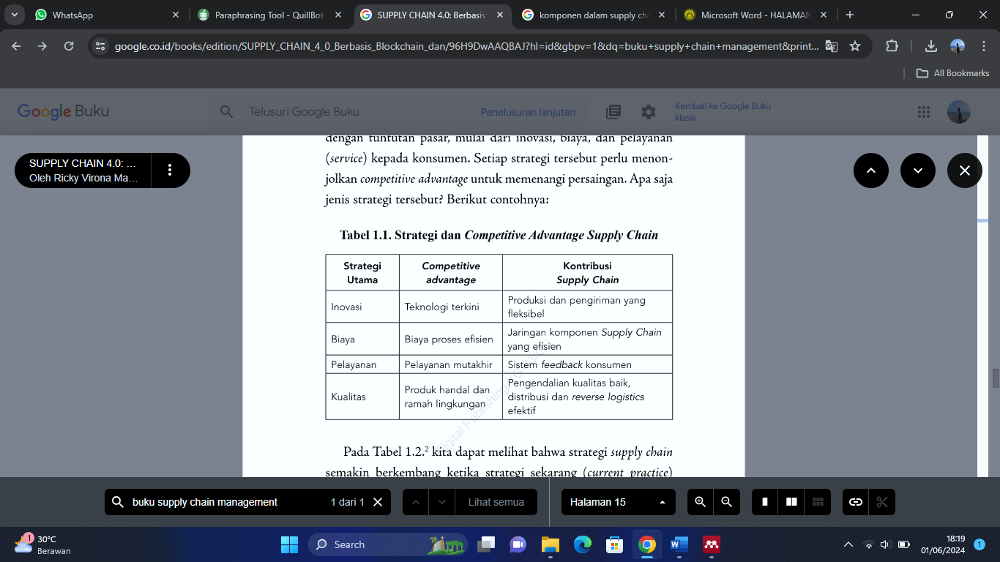 WhatsApp
Paraphrasing Tool - QuillBot
SUPPLY CHAIN 4.0: Berbasis
komponen dalam supply cha
Microsoft Word - HALAMAN
google.co.id/books/edition/SUPPLY_CHAIN_4_0_Berbasis_Blockchain_dan/96H9DwAAQBAJ?hl=id&gbpv=1&dq=buku+supply+chain+management&print...
All Bookmarks
Google Buku
Telusuri Google Buku
Penelusuran lanjutan
Kembali ke Google Buku
klasik
SUPPLY CHAIN 4.0: ...
Oleh Ricky Virona Ma...
dengan tuntutan pasar, mulai dari inovasi, biaya, dan pelayanan
(service) kepada konsumen. Setiap strategi tersebut perlu menon-
jolkan competitive advantage untuk memenangi persaingan. Apa saja
jenis strategi tersebut? Berikut contohnya:
Tabel 1.1. Strategi dan Competitive Advantage Supply Chain
Strategi
Utama
Competitive
advantage
Kontribusi
Supply Chain
Inovasi
Teknologi terkini
Produksi dan pengiriman yang
fleksibel
Biaya
Biaya proses efisien
Jaringan komponen Supply Chain
yang efisien
Pelayanan
Pelayanan mutakhir
Sistem feedback konsumen
Kualitas
Produk handal dan
ramah lingkungan
Pengendalian kualitas baik,
distribusi dan reverse logistics
efektif
Digital Publishing
Pada Tabel 1.2.² kita dapat melihat bahwa strategi supply chain
semakin berkembang ketika strategi sekarang (current practice)
buku supply chain management
1 dari 1
Lihat semua
Halaman 15
1
30°C
Berawan
Search
18:19
01/06/2024
1